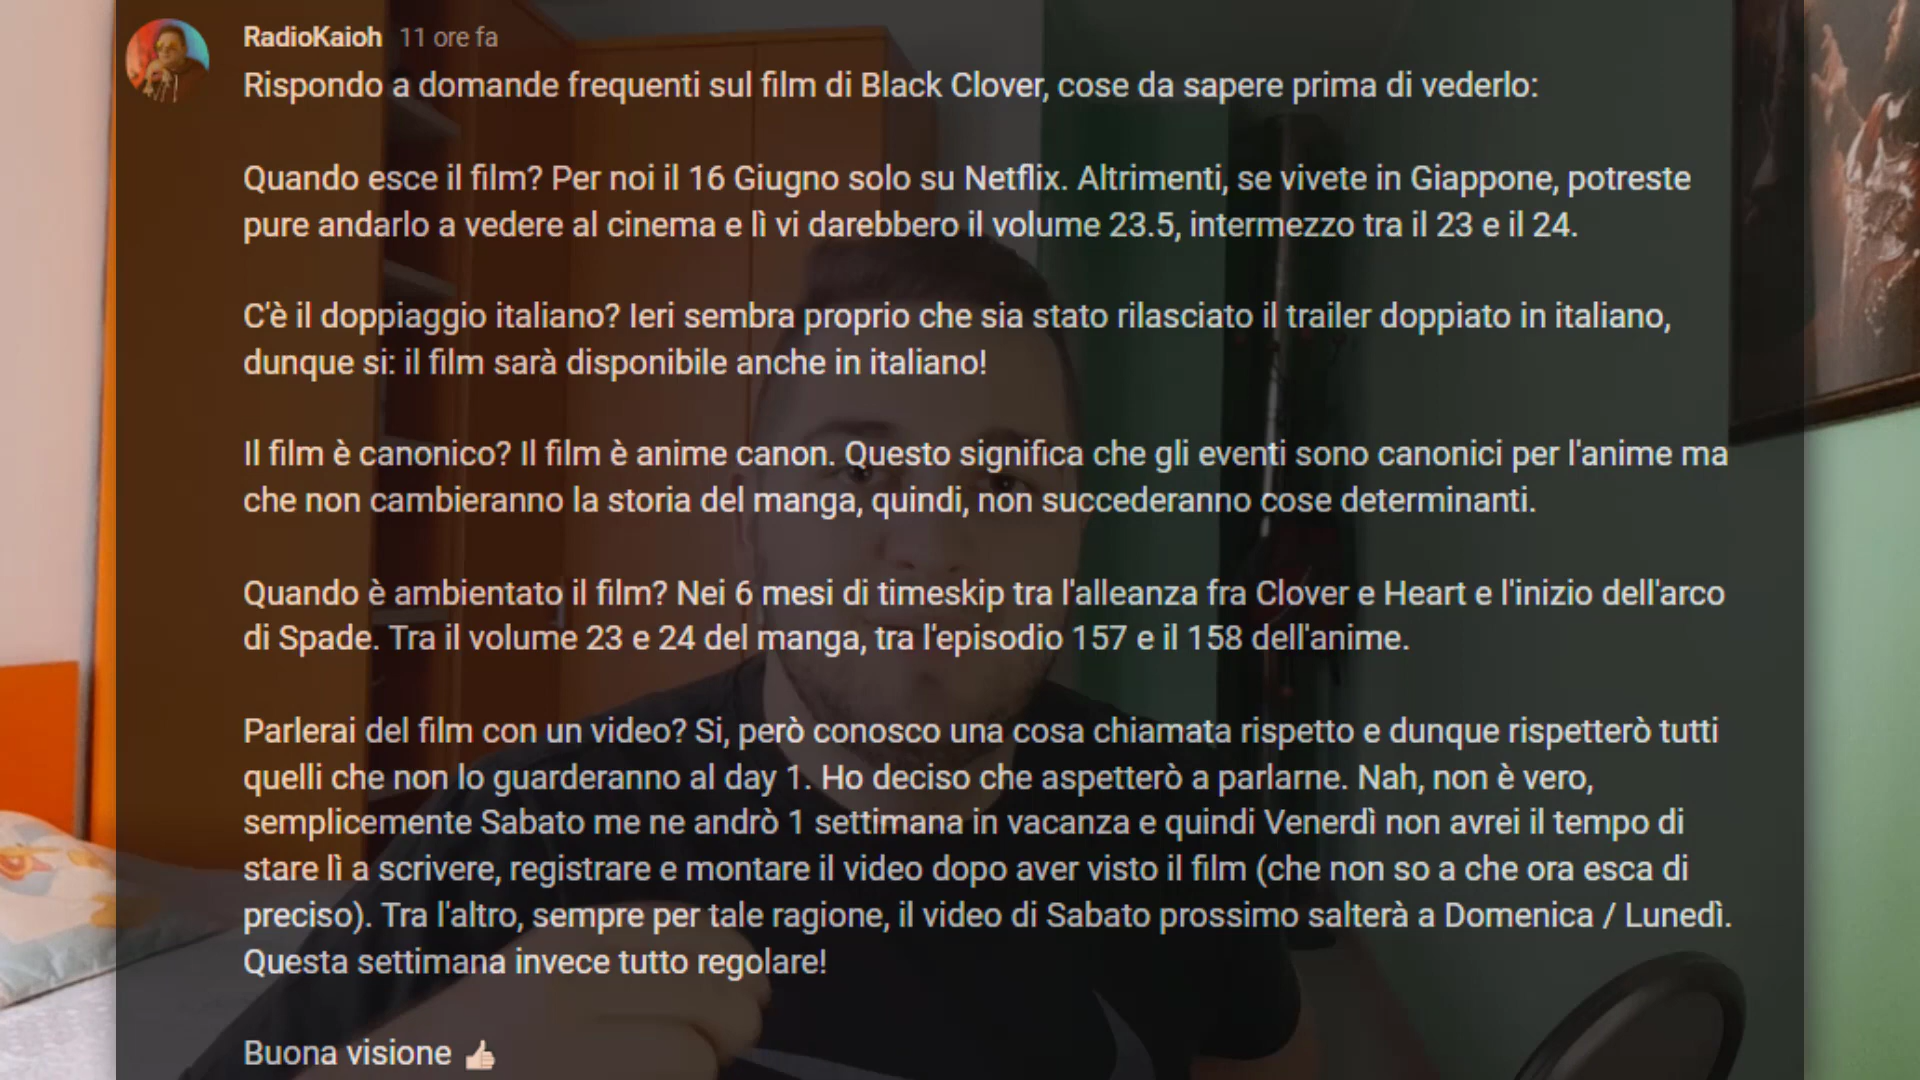 RadioKaioh 11 ore fa
Rispondo a domande frequenti sul film di Black Clover, cose da sapere prima di vederlo:
Quando esce il film? Per noi il 16 Giugno solo su Netflix. Altrimenti, se vivete in Giappone, potreste
pure andarlo a vedere al cinema e lì vi darebbero il volume 23.5, intermezzo tra il 23 e il 24.
C'è il doppiaggio italiano? Ieri sembra proprio che sia stato rilasciato il trailer doppiato in italiano,
dunque si: il film sarà disponibile anche in italiano!
Il film è canonico? Il film è anime canon. Questo significa che gli eventi sono canonici per l'anime ma
che non cambieranno la storia del manga, quindi, non succederanno cose determinanti.
Quando è ambientato il film? Nei 6 mesi di timeskip tra l'alleanza fra Clover e Heart e l'inizio dell'arco
di Spade. Tra il volume 23 e 24 del manga, tra l'episodio 157 e il 158 dell'anime.
Parlerai del film con un video? Si, però conosco una cosa chiamata rispetto e dunque rispetterò tutti
quelli che non lo guarderanno al day 1. Ho deciso che aspetterò a parlarne. Nah, non è vero,
semplicemente Sabato me ne andrò 1 settimana in vacanza e quindi Venerdì non avrei il tempo di
stare lì a scrivere, registrare e montare il video dopo aver visto il film (che non so a che ora esca di
preciso). Tra l'altro, sempre per tale ragione, il video di Sabato prossimo salterà a Domenica / Lunedì.
Questa settimana invece tutto regolare!
Buona visione 👍🏻